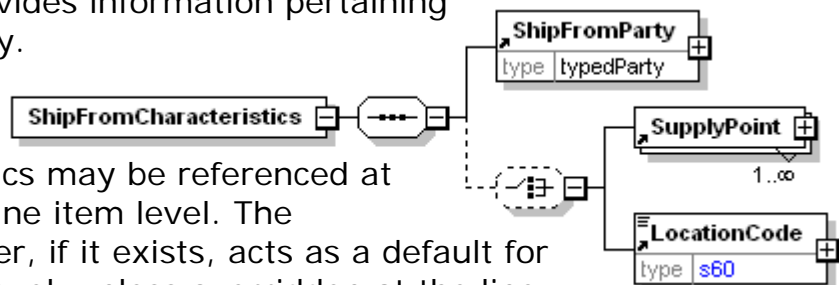 vides information pertaining
y.
ShipFromParty
type typedParty
ShipFromCharacteristics
SupplyPoint
1..∞
cs may be referenced at
ne item level. The
er, if it exists, acts as a default for
LocationCode
type s60